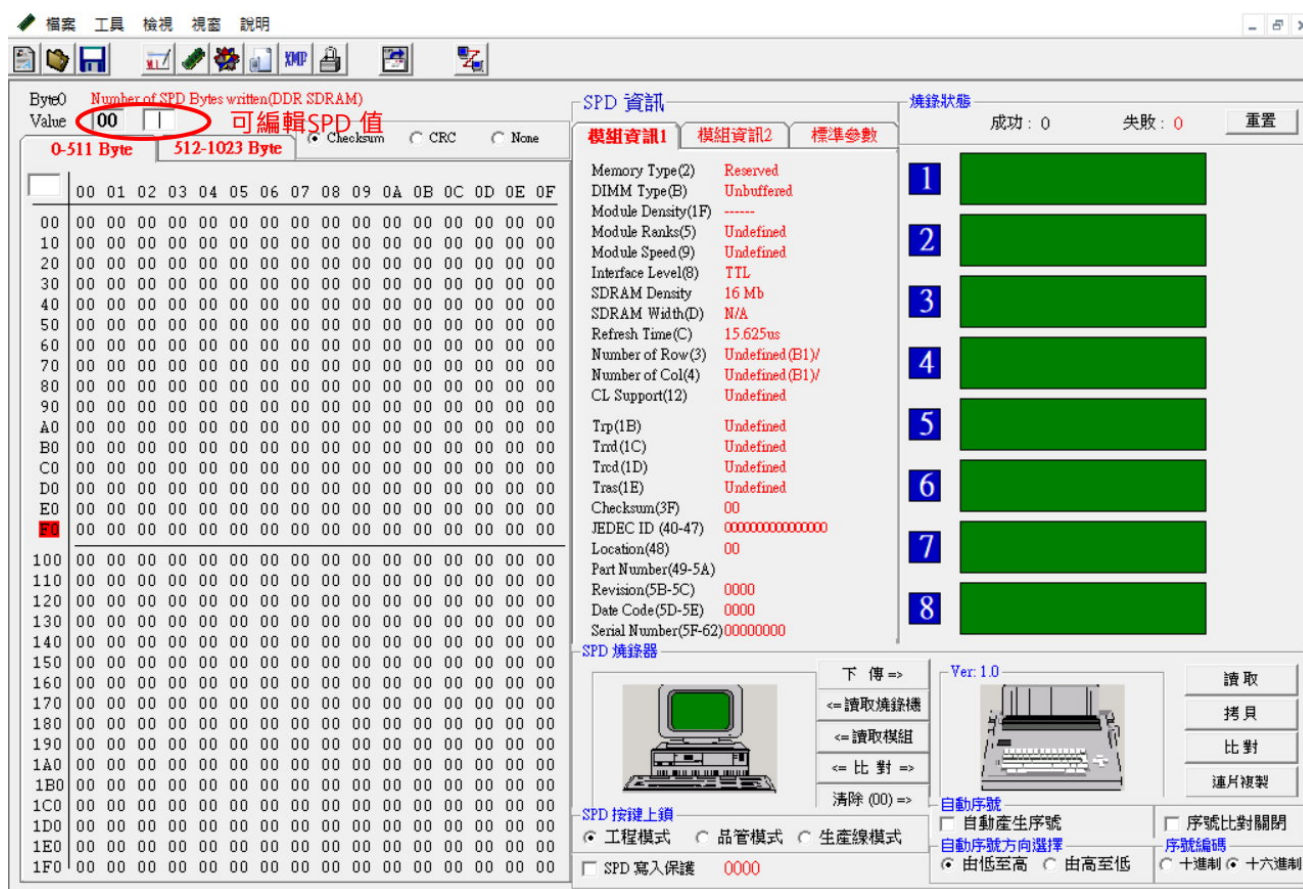 檔案 工具 檢視 視窗 說明
XMP
Byte0 Number of SPD Bytes written(DDR SDRAM)
Value 00 可編輯SPD 值
Checksum CRC None
0-511 Byte 512-1023 Byte
00 01 02 03 04 05 06 07 08 09 0A 0B 0C 0D 0E 0F
00 00 00 00 00 00 00 00 00 00 00 00 00 00 00 00 00
10 00 00 00 00 00 00 00 00 00 00 00 00 00 00 00 00
20 00 00 00 00 00 00 00 00 00 00 00 00 00 00 00 00
30 00 00 00 00 00 00 00 00 00 00 00 00 00 00 00 00
40 00 00 00 00 00 00 00 00 00 00 00 00 00 00 00 00
50 00 00 00 00 00 00 00 00 00 00 00 00 00 00 00 00
60 00 00 00 00 00 00 00 00 00 00 00 00 00 00 00 00
70 00 00 00 00 00 00 00 00 00 00 00 00 00 00 00 00
80 00 00 00 00 00 00 00 00 00 00 00 00 00 00 00 00
90 00 00 00 00 00 00 00 00 00 00 00 00 00 00 00 00
A0 00 00 00 00 00 00 00 00 00 00 00 00 00 00 00 00
B0 00 00 00 00 00 00 00 00 00 00 00 00 00 00 00 00
C0 00 00 00 00 00 00 00 00 00 00 00 00 00 00 00 00
D0 00 00 00 00 00 00 00 00 00 00 00 00 00 00 00 00
E0 00 00 00 00 00 00 00 00 00 00 00 00 00 00 00 00
F0 00 00 00 00 00 00 00 00 00 00 00 00 00 00 00 00
100 00 00 00 00 00 00 00 00 00 00 00 00 00 00 00 00
110 00 00 00 00 00 00 00 00 00 00 00 00 00 00 00 00
120 00 00 00 00 00 00 00 00 00 00 00 00 00 00 00 00
130 00 00 00 00 00 00 00 00 00 00 00 00 00 00 00 00
140 00 00 00 00 00 00 00 00 00 00 00 00 00 00 00 00
150 00 00 00 00 00 00 00 00 00 00 00 00 00 00 00 00
160 00 00 00 00 00 00 00 00 00 00 00 00 00 00 00 00
170 00 00 00 00 00 00 00 00 00 00 00 00 00 00 00 00
180 00 00 00 00 00 00 00 00 00 00 00 00 00 00 00 00
190 00 00 00 00 00 00 00 00 00 00 00 00 00 00 00 00
1A0 00 00 00 00 00 00 00 00 00 00 00 00 00 00 00 00
1B0 00 00 00 00 00 00 00 00 00 00 00 00 00 00 00 00
1C0 00 00 00 00 00 00 00 00 00 00 00 00 00 00 00 00
1D0 00 00 00 00 00 00 00 00 00 00 00 00 00 00 00 00
1E0 00 00 00 00 00 00 00 00 00 00 00 00 00 00 00 00
1F0 00 00 00 00 00 00 00 00 00 00 00 00 00 00 00 00
SPD 資訊
模組資訊1 模組資訊2 標準參數
Memory Type(2) Reserved
DIMM Type(B) Unbuffered
Module Density(1F) ------
Module Ranks(5) Undefined
Module Speed(9) Undefined
Interface Level(8) TTL
SDRAM Density 16 Mb
SDRAM Width(D) N/A
Refresh Time(C) 15.625us
Number of Row(3) Undefined(B1)/
Number of Col(4) Undefined(B1)/
CL Support(12) Undefined
Trp(1B) Undefined
Trrd(1C) Undefined
Trcd(1D) Undefined
Tras(1E) Undefined
Checksum(3F) 00
JEDEC ID (40-47) 0000000000000000
Location(48) 00
Part Number(49-5A)
Revision(5B-5C) 0000
Date Code(5D-5E) 0000
Serial Number(5F-62)00000000
燒錄狀態
成功 : 0 失敗 : 0 重置
1
2
3
4
5
6
7
8
SPD 燒錄器
下 傳 =>
<= 讀取燒錄機
<= 讀取模組
<= 比 對 =>
清除 (00) =>
Ver: 1.0
讀 取
拷 貝
比 對
連片複製
SPD 按鍵上鎖
工程模式 品管模式 生產線模式
SPD 寫入保護 0000
自動序號
自動產生序號
序號比對關閉
自動序號方向選擇
由低至高 由高至低
序號編碼
十進制 十六進制